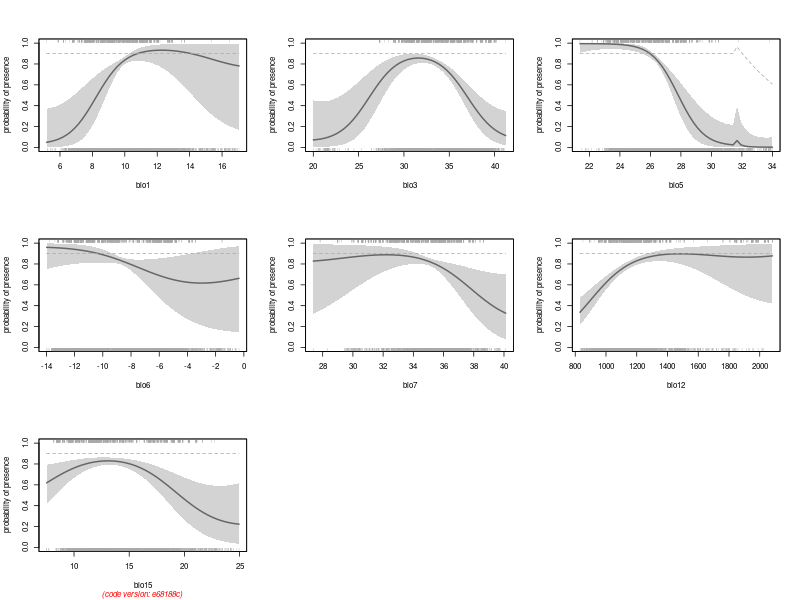 probability of presence
0.0 0.2 0.4 0.6 0.8 1.0
6 8 10 12 14 16
bio1
probability of presence
0.0 0.2 0.4 0.6 0.8 1.0
20 25 30 35 40
bio3
probability of presence
0.0 0.2 0.4 0.6 0.8 1.0
22 24 26 28 30 32 34
bio5
probability of presence
0.0 0.2 0.4 0.6 0.8 1.0
-14 -12 -10 -8 -6 -4 -2 0
bio6
probability of presence
0.0 0.2 0.4 0.6 0.8 1.0
28 30 32 34 36 38 40
bio7
probability of presence
0.0 0.2 0.4 0.6 0.8 1.0
800 1000 1200 1400 1600 1800 2000
bio12
probability of presence
0.0 0.2 0.4 0.6 0.8 1.0
10 15 20 25
bio15
(code version: e68188c)